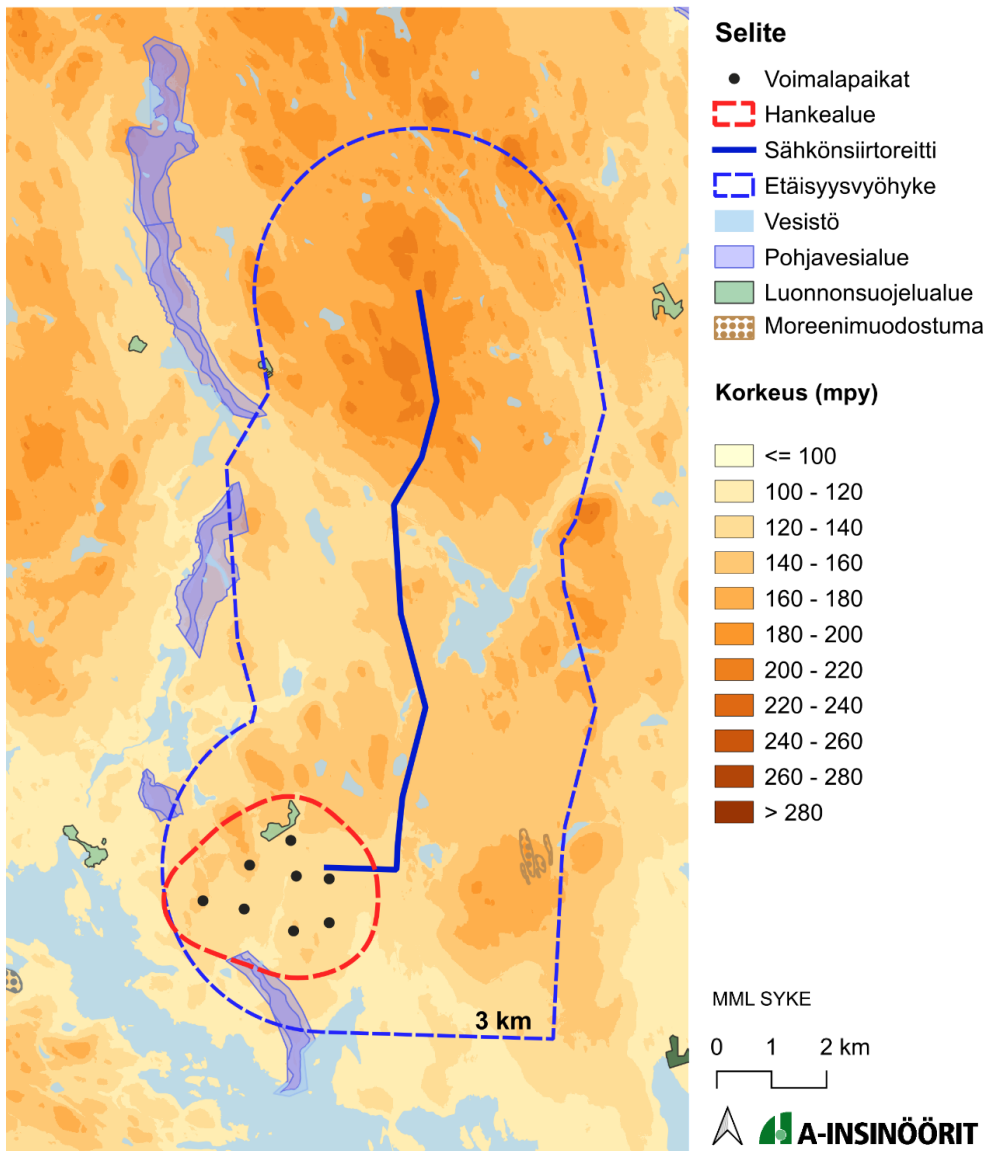 Selite
Voimalapaikat
Hankealue
Sähkönsiirtoreitti
Etäisyysvyöhyke
Vesistö
Pohjavesialue
Luonnonsuojelualue
Moreenimuodostuma
Korkeus (mpy)
<= 100
100 - 120
120 - 140
140 - 160
160 - 180
180 - 200
200 - 220
220 - 240
240 - 260
260 - 280
> 280
3 km
MML SYKE
0 1 2 km
A-INSINÖÖRIT